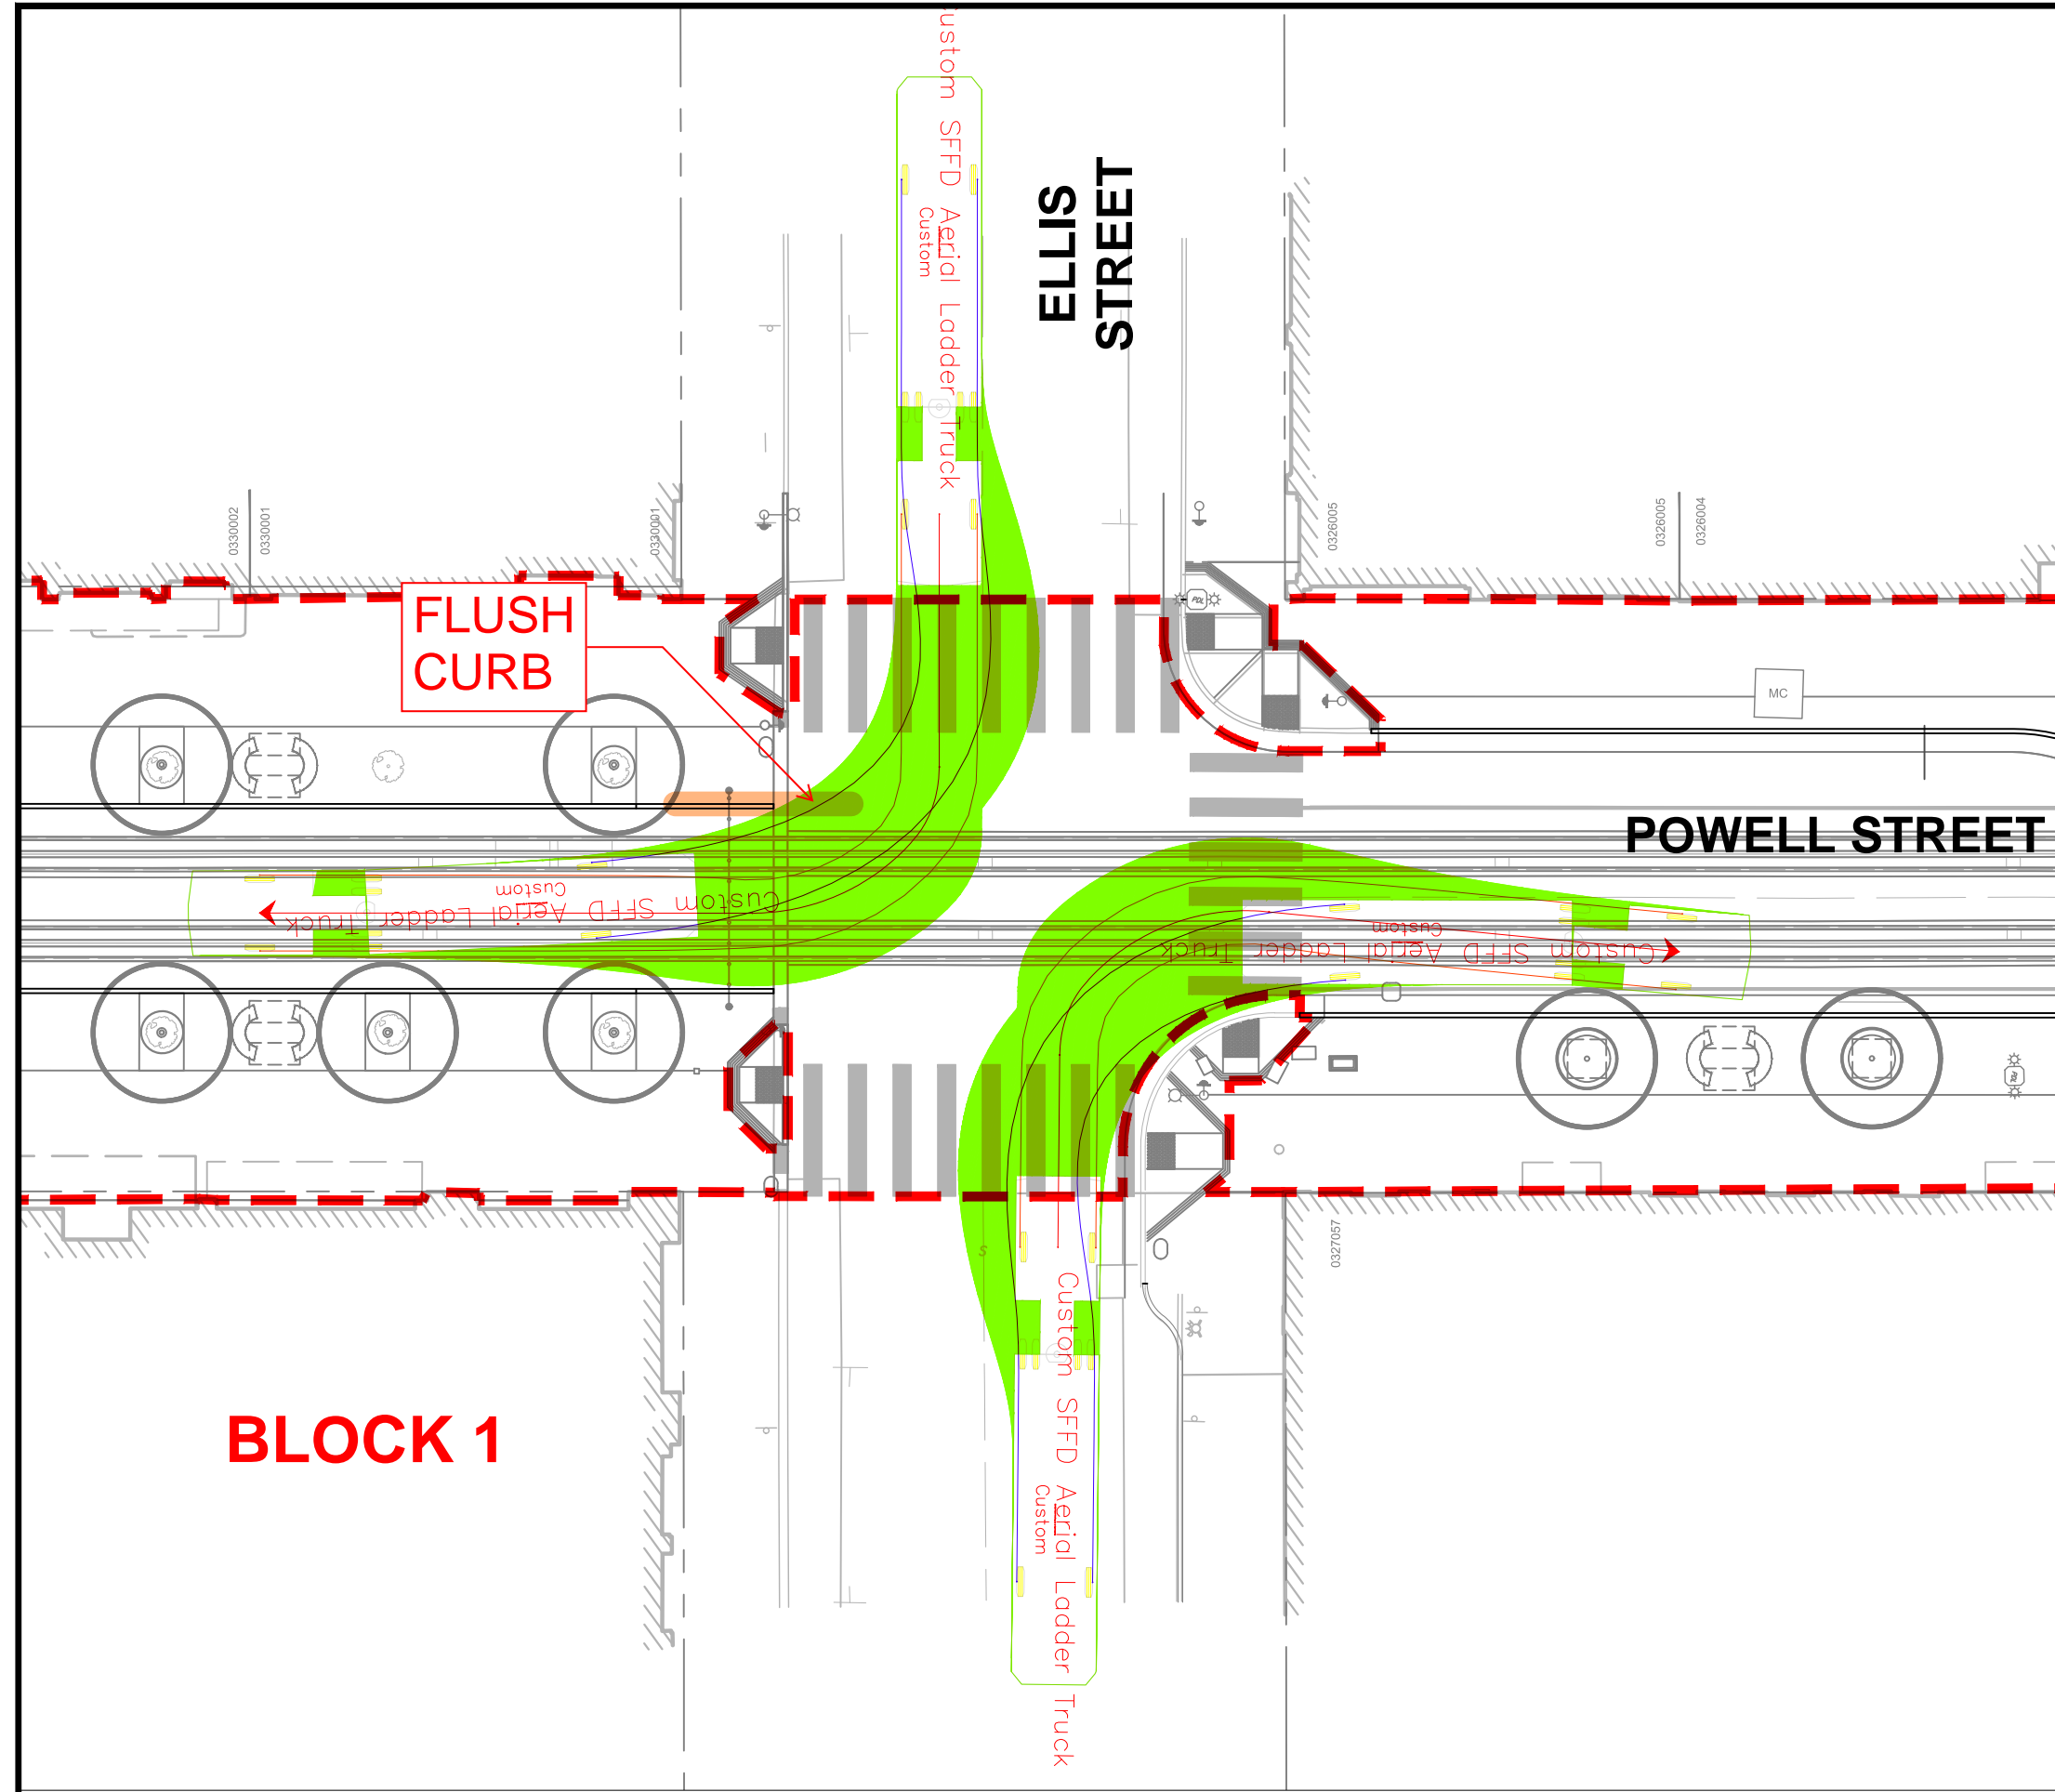 Custom SFFD Aerial Ladder Truck
Custom
ELLIS
STREET
0330002
0330001
0330001
0326005
0326005
0326004
FLUSH
CURB
PDL
MC
POWELL STREET
Custom SFFD Aerial Ladder Truck
Custom
Custom SFFD Aerial Ladder Truck
Custom
PDL
S
0327057
Custom SFFD Aerial Ladder Truck
Custom
BLOCK 1